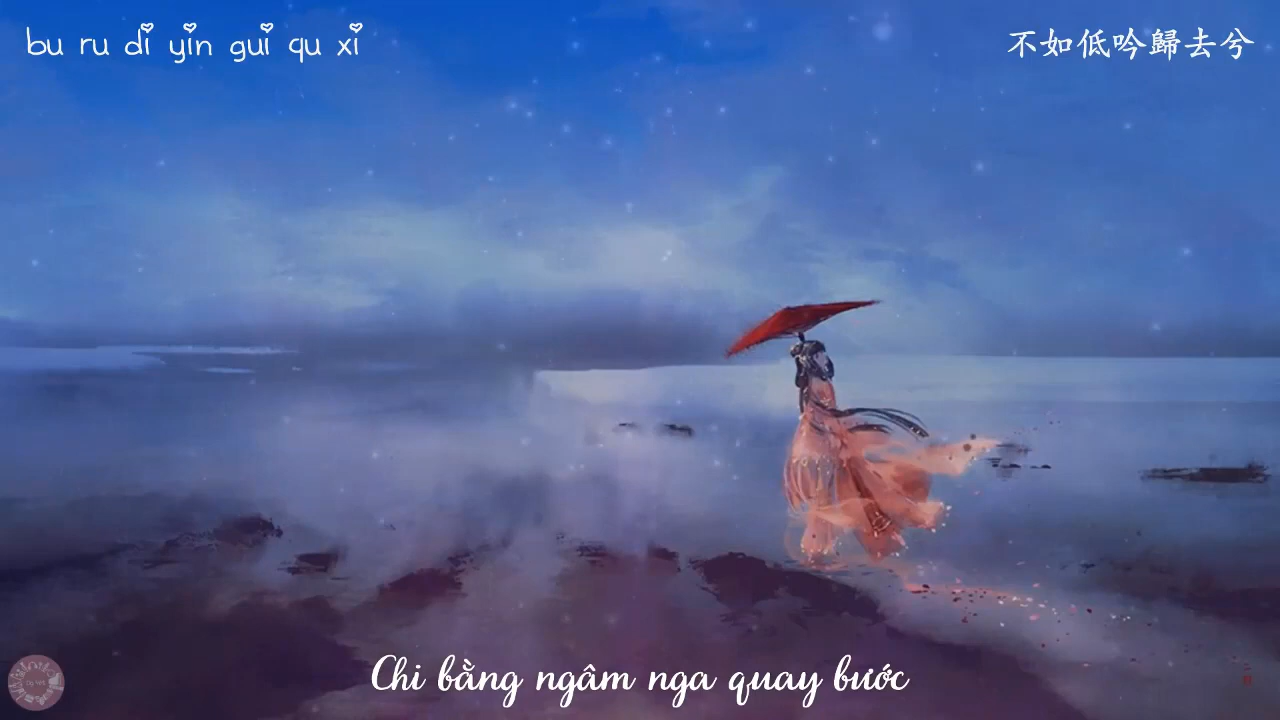 bu ru di yin gui qu xi
不如低吟歸去兮
Chi bằng ngâm nga quay bước